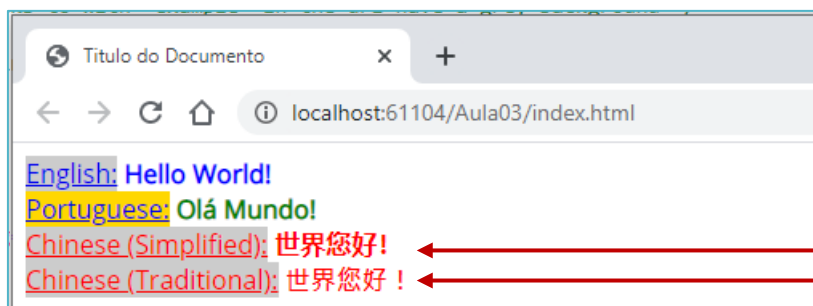 Titulo do Documento
localhost:61104/Aula03/index.html
English: Hello World!
Portuguese: Olá Mundo!
Chinese (Simplified): 世界您好!
Chinese (Traditional): 世界您好！